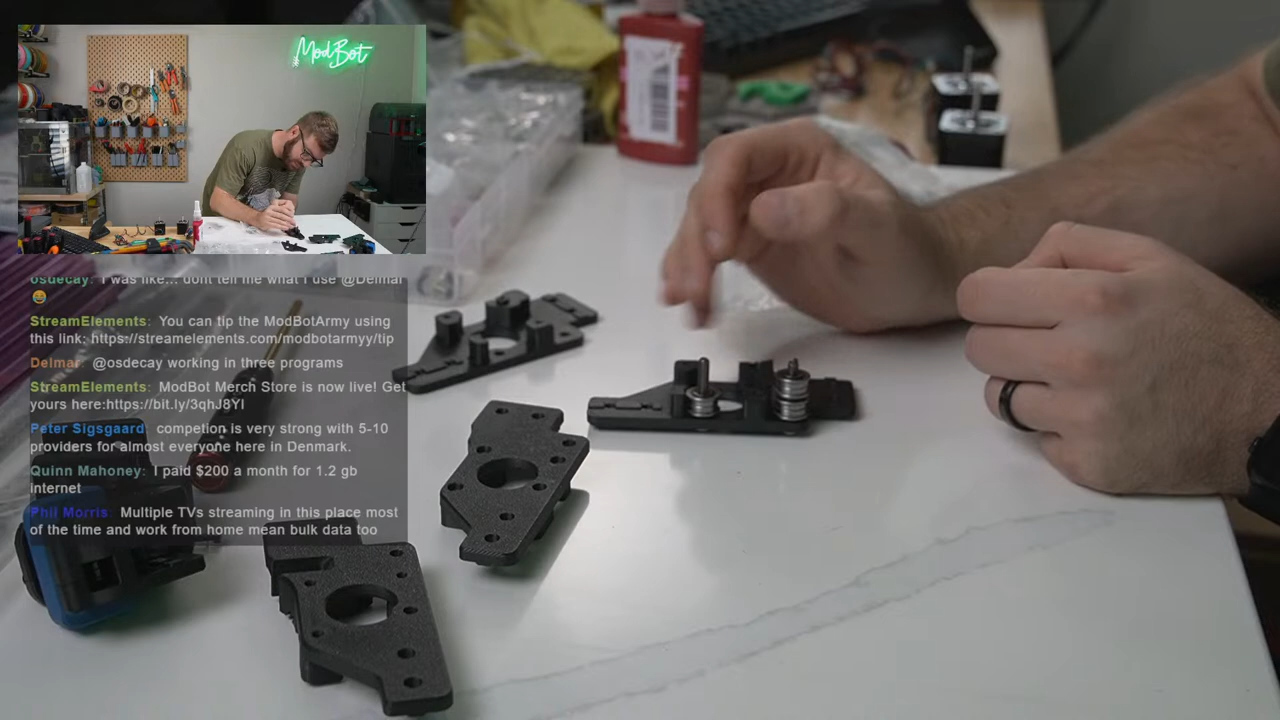 ModBot
osdecay: I was like... dont tell me what I use @Delmar
StreamElements: You can tip the ModBotArmy using
this link: https://streamelements.com/modbotarmyy/tip
Delmar: @osdecay working in three programs
StreamElements: ModBot Merch Store is now live! Get
yours here:https://bit.ly/3qhJ8Yl
Peter Sigsgaard: competion is very strong with 5-10
providers for almost everyone here in Denmark.
Quinn Mahoney: I paid $200 a month for 1.2 gb
internet
Phil Morris: Multiple TVs streaming in this place most
of the time and work from home mean bulk data too